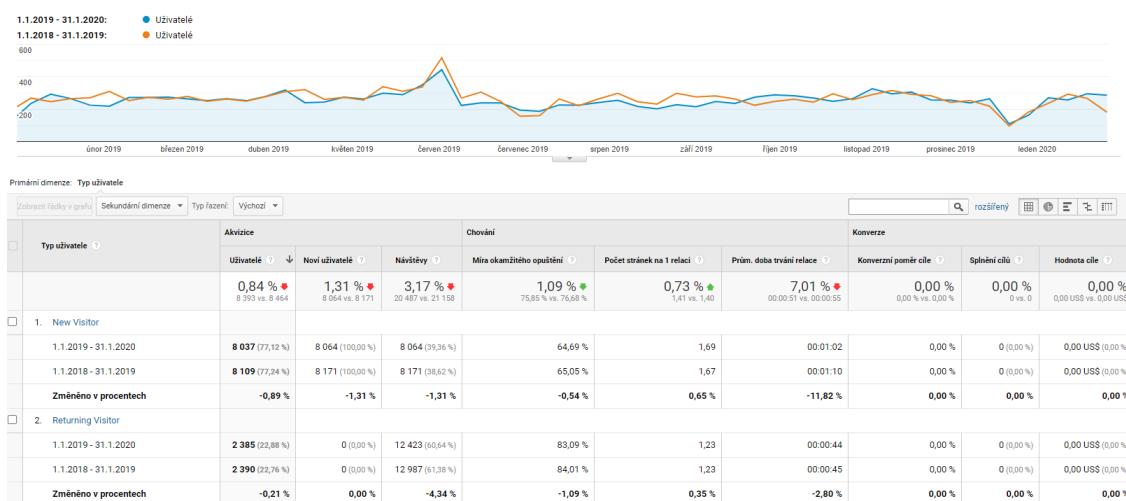 1.1.2019 - 31.1.2020: Uživatelé
1.1.2018 - 31.1.2019: Uživatelé
600
400
200
únor 2019 březen 2019 duben 2019 květen 2019 červen 2019 červenec 2019 srpen 2019 září 2019 říjen 2019 listopad 2019 prosinec 2019 leden 2020
Primární dimenze: Typ uživatele
Zobrazit řádky v grafu Sekundární dimenze Typ řazení: Výchozí rozšířený
Typ uživatele ? Akvizice Chování Konverze
Uživatelé ? Noví uživatelé ? Návštěvy ? Míra okamžitého opuštění ? Počet stránek na 1 relaci ? Prům. doba trvání relace ? Konverzní poměr cíle ? Splnění cílů ? Hodnota cíle ?
0,84 % 1,31 % 3,17 % 1,09 % 0,73 % 7,01 % 0,00 % 0,00 % 0,00 %
8 393 vs. 8 464 8 064 vs. 8 171 20 487 vs. 21 158 75,85 % vs. 76,68 % 1,41 vs. 1,40 00:00:51 vs. 00:00:55 0,00 % vs. 0,00 % 0 vs. 0 0,00 US$ vs. 0,00 US$
1. New Visitor
1.1.2019 - 31.1.2020 8 037 (77,12 %) 8 064 (100,00 %) 8 064 (39,36 %) 64,69 % 1,69 00:01:02 0,00 % 0 (0,00 %) 0,00 US$ (0,00 %
1.1.2018 - 31.1.2019 8 109 (77,24 %) 8 171 (100,00 %) 8 171 (38,62 %) 65,05 % 1,67 00:01:10 0,00 % 0 (0,00 %) 0,00 US$ (0,00 %
Změněno v procentech -0,89 % -1,31 % -1,31 % -0,54 % 0,65 % -11,82 % 0,00 % 0,00 % 0,00 %
2. Returning Visitor
1.1.2019 - 31.1.2020 2 385 (22,88 %) 0 (0,00 %) 12 423 (60,64 %) 83,09 % 1,23 00:00:44 0,00 % 0 (0,00 %) 0,00 US$ (0,00 %
1.1.2018 - 31.1.2019 2 390 (22,76 %) 0 (0,00 %) 12 987 (61,38 %) 84,01 % 1,23 00:00:45 0,00 % 0 (0,00 %) 0,00 US$ (0,00 %
Změněno v procentech -0,21 % 0,00 % -4,34 % -1,09 % 0,35 % -2,80 % 0,00 % 0,00 % 0,00 %